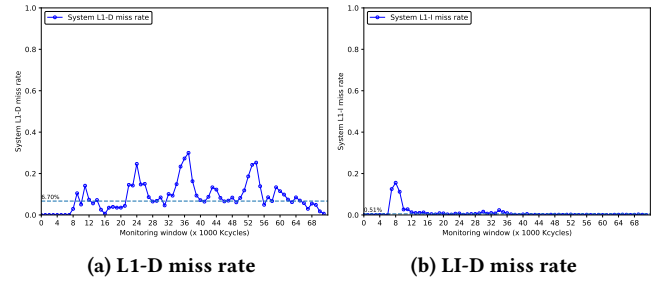 1.0
0.8
0.6
0.4
0.2
0.0
System L1-D miss rate
System L1-D miss rate
6.70%
0 4 8 12 16 20 24 28 32 36 40 44 48 52 56 60 64 68
Monitoring window (x 1000 Kcycles)
(a) L1-D miss rate
1.0
0.8
0.6
0.4
0.2
0.0
System L1-I miss rate
System L1-I miss rate
0.51%
0 4 8 12 16 20 24 28 32 36 40 44 48 52 56 60 64 68
Monitoring window (x 1000 Kcycles)
(b) LI-D miss rate